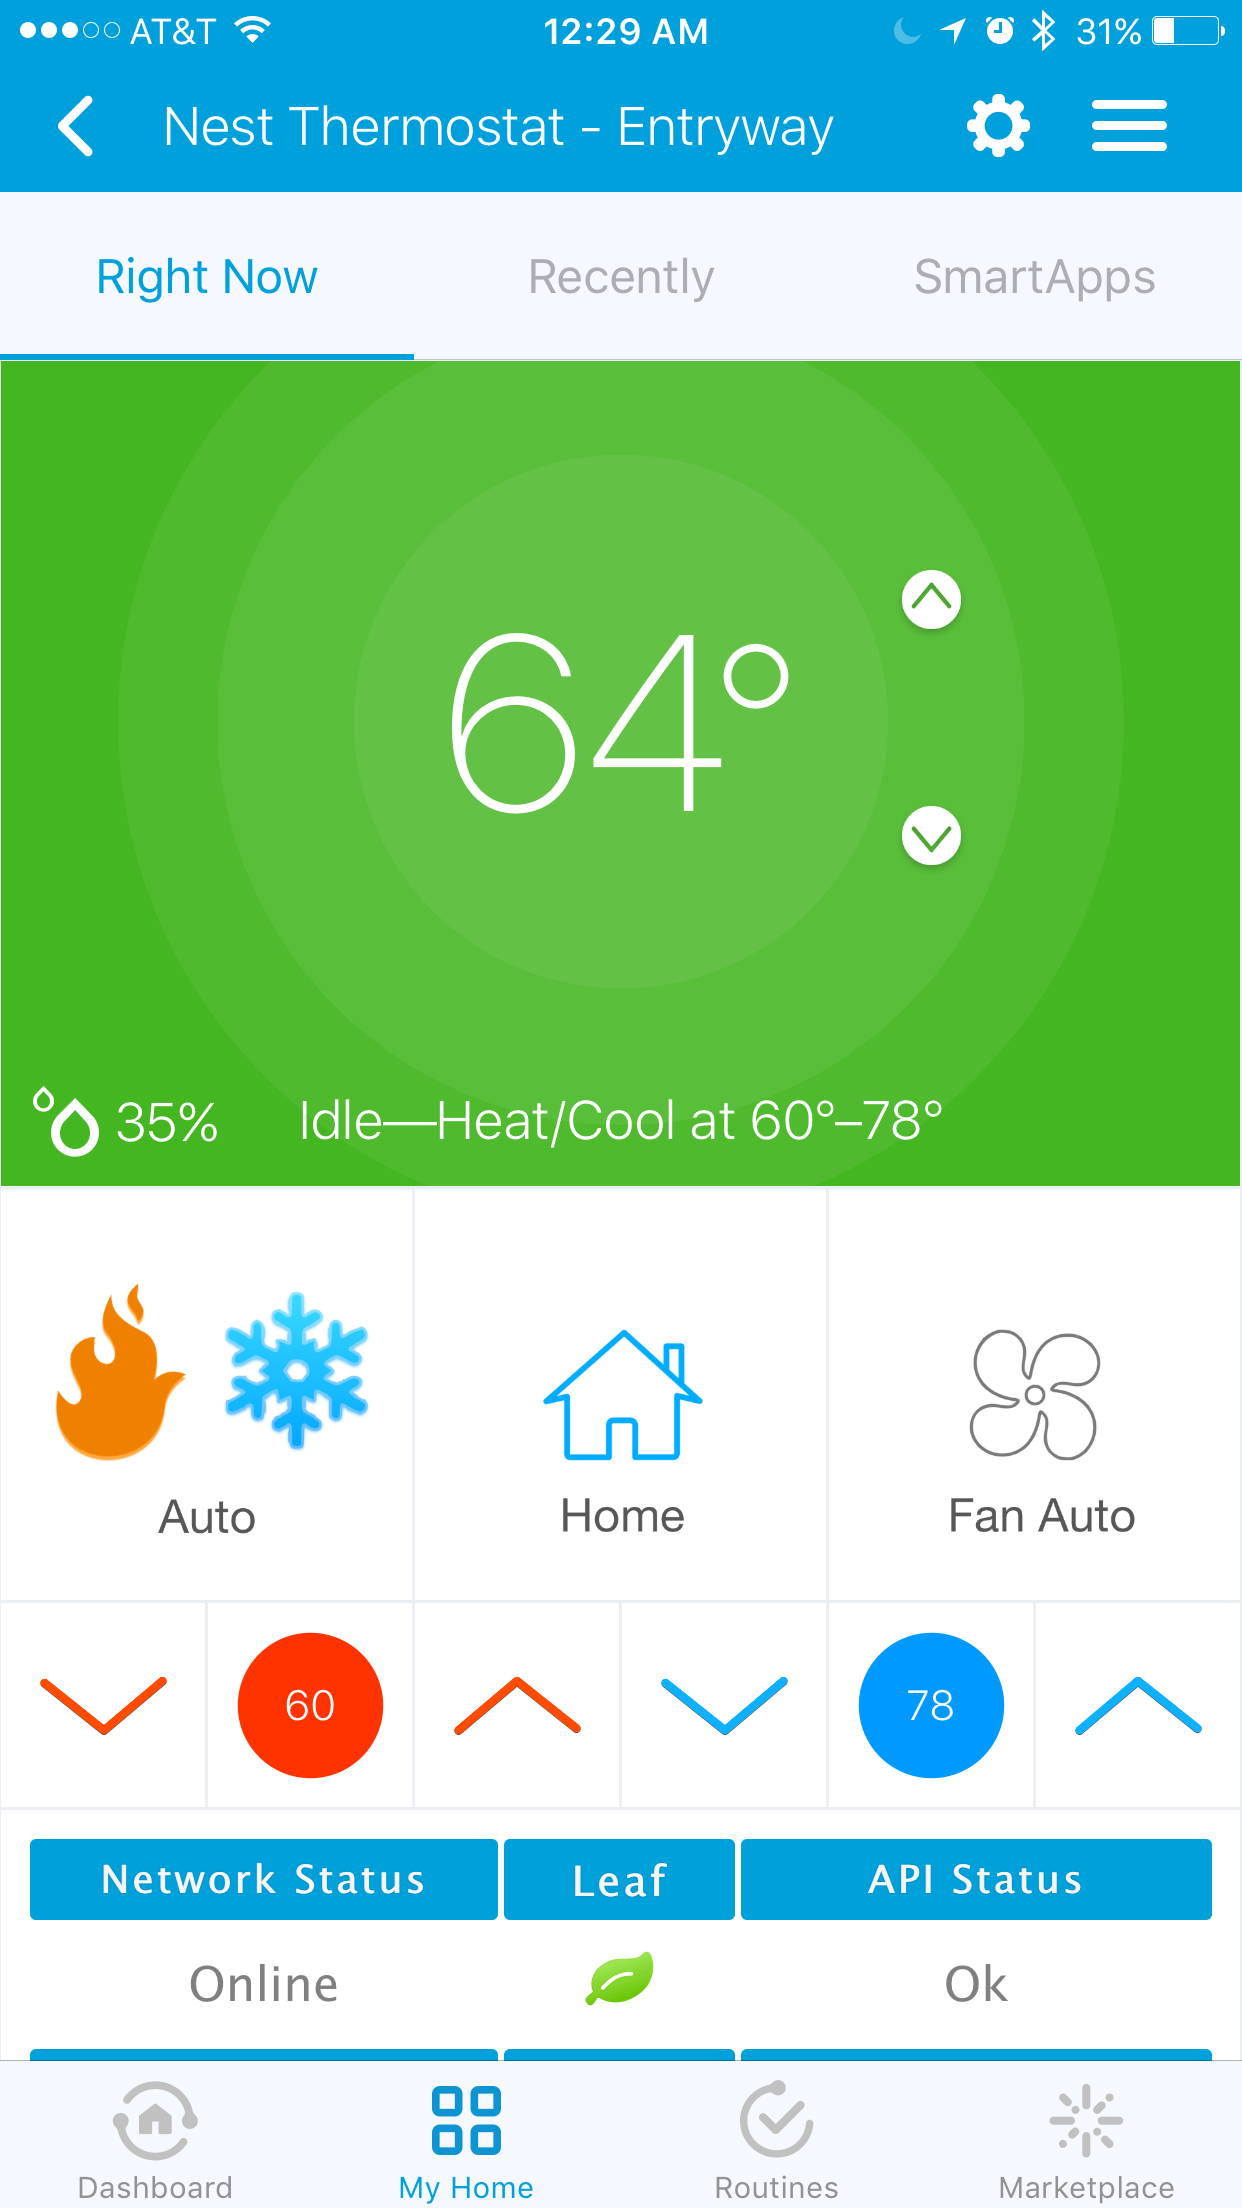 AT&T 12:29 AM 31%
Nest Thermostat - Entryway
Right Now Recently SmartApps
64°
35% Idle—Heat/Cool at 60°–78°
Auto Home Fan Auto
60 78
Network Status Leaf API Status
Online Ok
Dashboard My Home Routines Marketplace